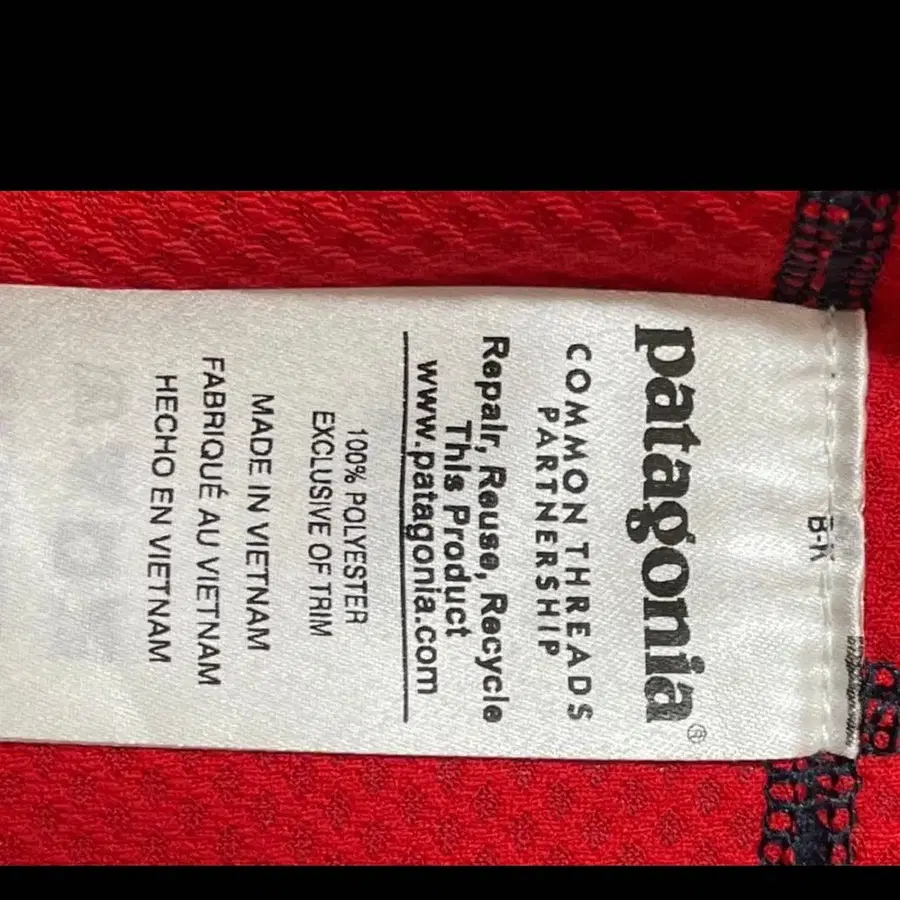 B-K
patagonia®
COMMON THREADS
PARTNERSHIP
Repair, Reuse, Recycle
This Product
www.patagonia.com
100% POLYESTER
EXCLUSIVE OF TRIM
MADE IN VIETNAM
FABRIQUÉ AU VIETNAM
HECHO EN VIETNAM